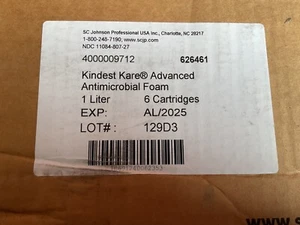 SC Johnson Professional USA Inc., Charlotte, NC 28217
1-800-248-7190, www.scjp.com
NDC 11084-807-27
4000009712 626461
Kindest Kare® Advanced
Antimicrobial Foam
1 Liter 6 Cartridges
EXP: AL/2025
LOT# : 129D3
www.s